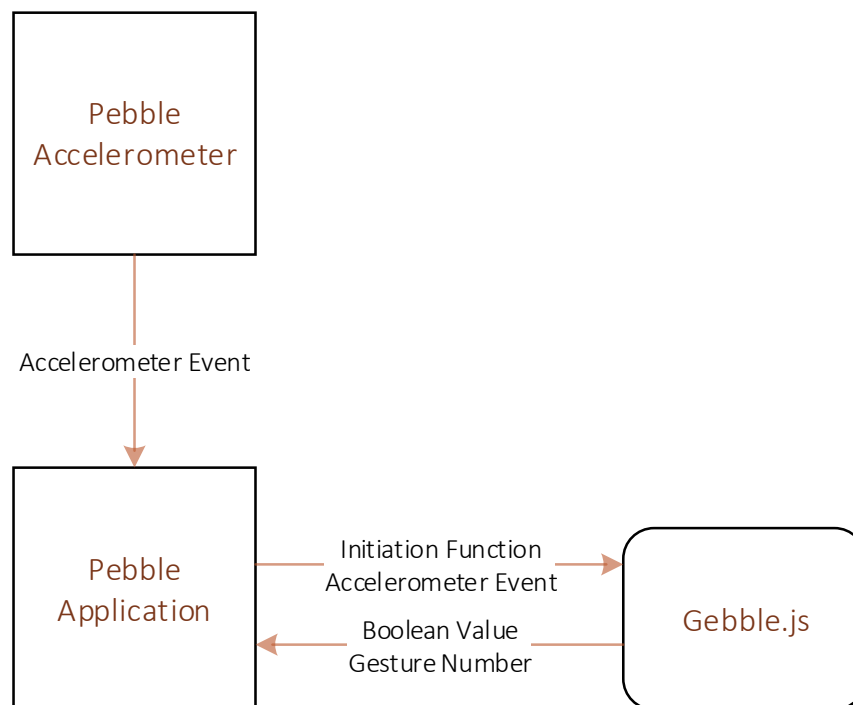 Pebble
Accelerometer
Accelerometer Event
Pebble
Application
Initiation Function
Accelerometer Event
Boolean Value
Gesture Number
Gebble.js